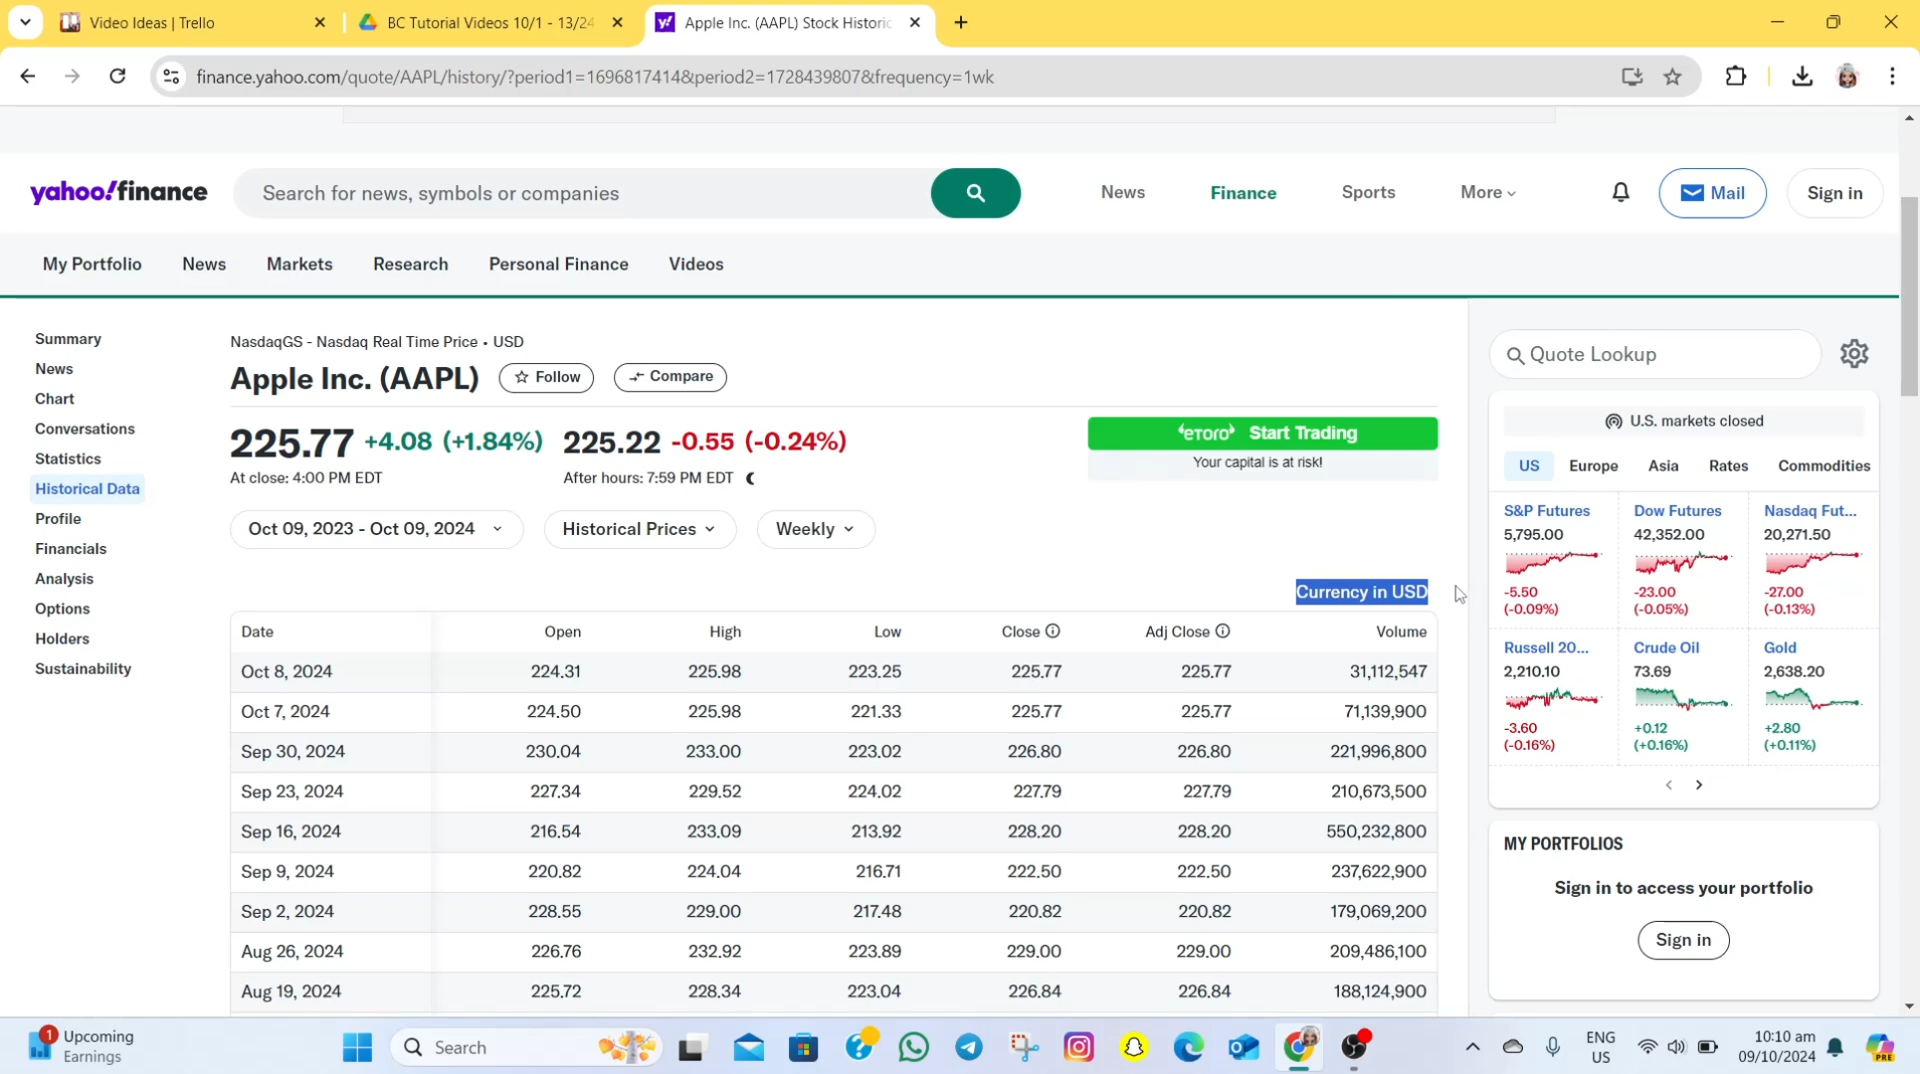 Video Ideas | Trello
BC Tutorial Videos 10/1 - 13/24
Apple Inc. (AAPL) Stock Historic
finance.yahoo.com/quote/AAPL/history/?period1=1696817414&period2=1728439807&frequency=1wk
yahoo!finance
Search for news, symbols or companies
News
Finance
Sports
More
Mail
Sign in
My Portfolio
News
Markets
Research
Personal Finance
Videos
Summary
News
Chart
Conversations
Statistics
Historical Data
Profile
Financials
Analysis
Options
Holders
Sustainability
NasdaqGS - Nasdaq Real Time Price • USD
Apple Inc. (AAPL)
Follow
Compare
225.77 +4.08 (+1.84%)
At close: 4:00 PM EDT
225.22 -0.55 (-0.24%)
After hours: 7:59 PM EDT
eToro Start Trading
Your capital is at risk!
Oct 09, 2023 - Oct 09, 2024
Historical Prices
Weekly
Currency in USD
Date Open High Low Close Adj Close Volume
Oct 8, 2024 224.31 225.98 223.25 225.77 225.77 31,112,547
Oct 7, 2024 224.50 225.98 221.33 225.77 225.77 71,139,900
Sep 30, 2024 230.04 233.00 223.02 226.80 226.80 221,996,800
Sep 23, 2024 227.34 229.52 224.02 227.79 227.79 210,673,500
Sep 16, 2024 216.54 233.09 213.92 228.20 228.20 550,232,800
Sep 9, 2024 220.82 224.04 216.71 222.50 222.50 237,622,900
Sep 2, 2024 228.55 229.00 217.48 220.82 220.82 179,069,200
Aug 26, 2024 226.76 232.92 223.89 229.00 229.00 209,486,100
Aug 19, 2024 225.72 228.34 223.04 226.84 226.84 188,124,900
Quote Lookup
U.S. markets closed
US Europe Asia Rates Commodities
S&P Futures
5,795.00
-5.50
(-0.09%)
Dow Futures
42,352.00
-23.00
(-0.05%)
Nasdaq Fut...
20,271.50
-27.00
(-0.13%)
Russell 20...
2,210.10
-3.60
(-0.16%)
Crude Oil
73.69
+0.12
(+0.16%)
Gold
2,638.20
+2.80
(+0.11%)
MY PORTFOLIOS
Sign in to access your portfolio
Sign in
1
Upcoming
Earnings
Search
ENG
US
10:10 am
09/10/2024
PRE